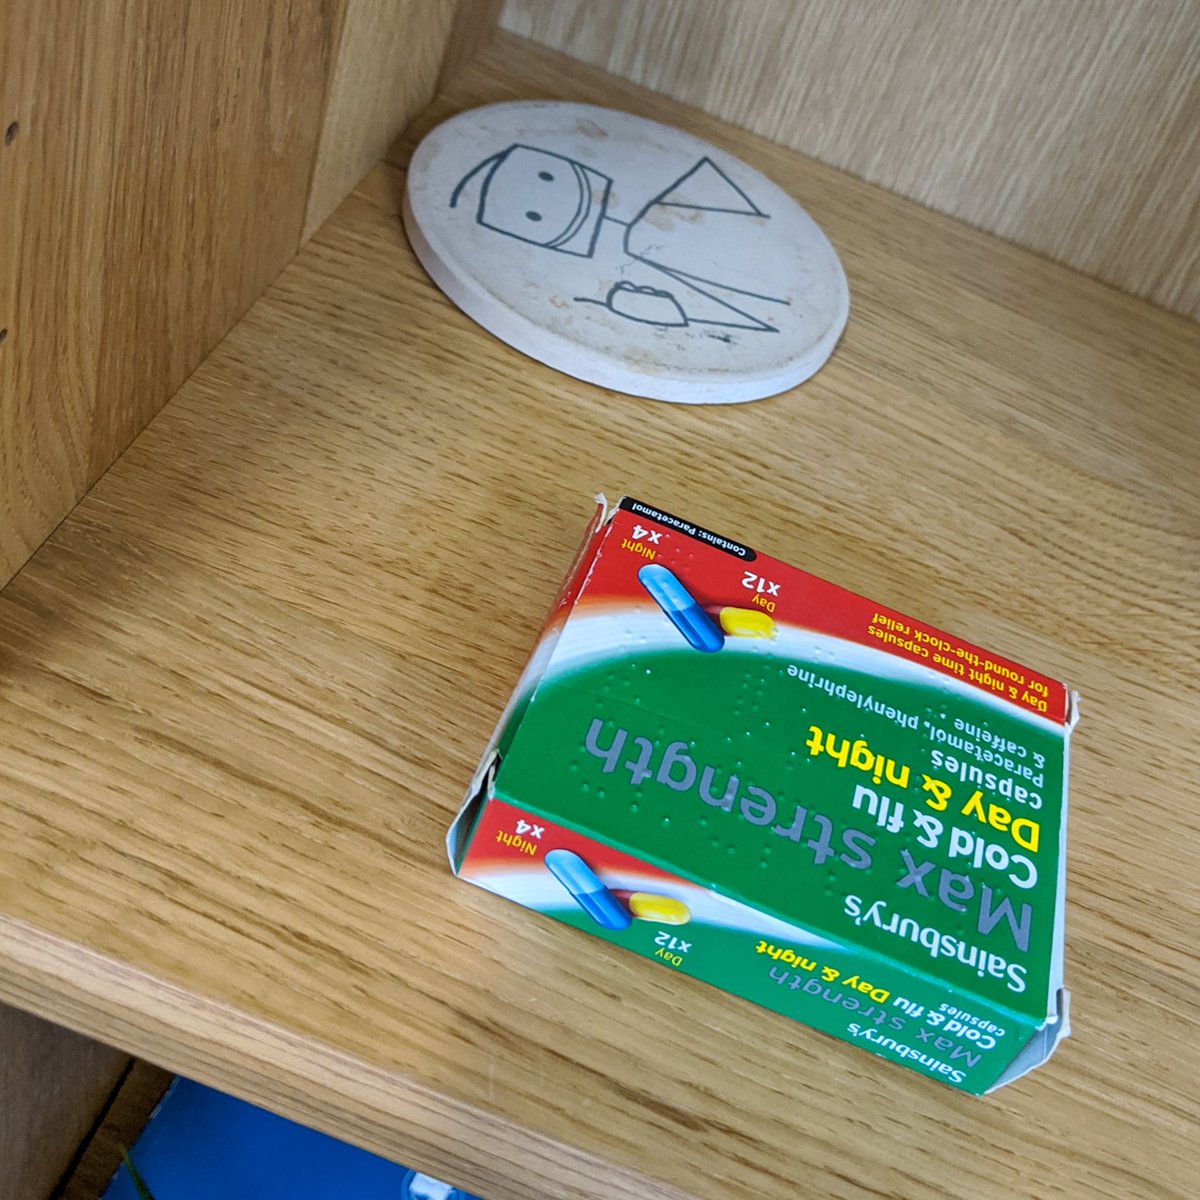 Sainsbury's
Max strength
Cold & flu
Day & night
capsules
paracetamol, phenylephrine
& caffeine
Day & night time capsules
for round-the-clock relief
Day
x12
Night
x4
Contains: Paracetamol
Sainsbury's
Max strength
Cold & flu Day & night
capsules
Day
x12
Night
x4